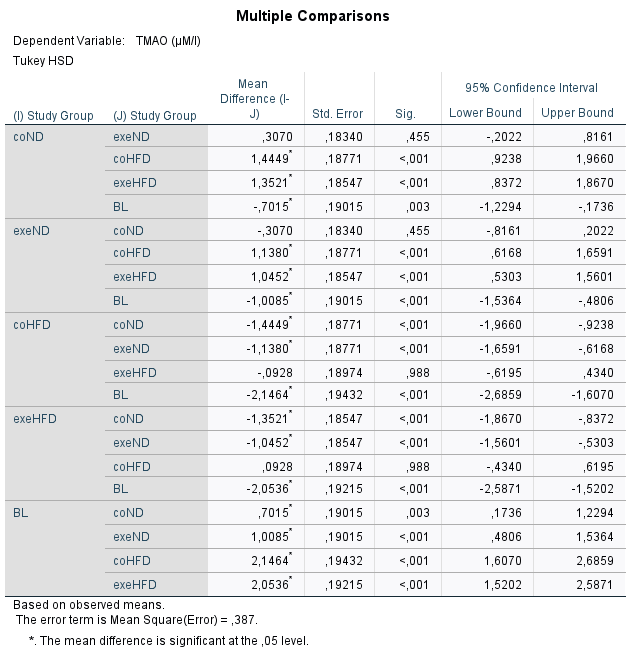 Multiple Comparisons
Dependent Variable: TMAO (µM/l)
Tukey HSD
(I) Study Group (J) Study Group Mean Difference (I-J) Std. Error Sig. 95% Confidence Interval
Lower Bound Upper Bound
coND exeND ,3070 ,18340 ,455 -,2022 ,8161
coHFD 1,4449* ,18771 <,001 ,9238 1,9660
exeHFD 1,3521* ,18547 <,001 ,8372 1,8670
BL -,7015* ,19015 ,003 -1,2294 -,1736
exeND coND -,3070 ,18340 ,455 -,8161 ,2022
coHFD 1,1380* ,18771 <,001 ,6168 1,6591
exeHFD 1,0452* ,18547 <,001 ,5303 1,5601
BL -1,0085* ,19015 <,001 -1,5364 -,4806
coHFD coND -1,4449* ,18771 <,001 -1,9660 -,9238
exeND -1,1380* ,18771 <,001 -1,6591 -,6168
exeHFD -,0928 ,18974 ,988 -,6195 ,4340
BL -2,1464* ,19432 <,001 -2,6859 -1,6070
exeHFD coND -1,3521* ,18547 <,001 -1,8670 -,8372
exeND -1,0452* ,18547 <,001 -1,5601 -,5303
coHFD ,0928 ,18974 ,988 -,4340 ,6195
BL -2,0536* ,19215 <,001 -2,5871 -1,5202
BL coND ,7015* ,19015 ,003 ,1736 1,2294
exeND 1,0085* ,19015 <,001 ,4806 1,5364
coHFD 2,1464* ,19432 <,001 1,6070 2,6859
exeHFD 2,0536* ,19215 <,001 1,5202 2,5871
Based on observed means.
The error term is Mean Square(Error) = ,387.
*. The mean difference is significant at the ,05 level.